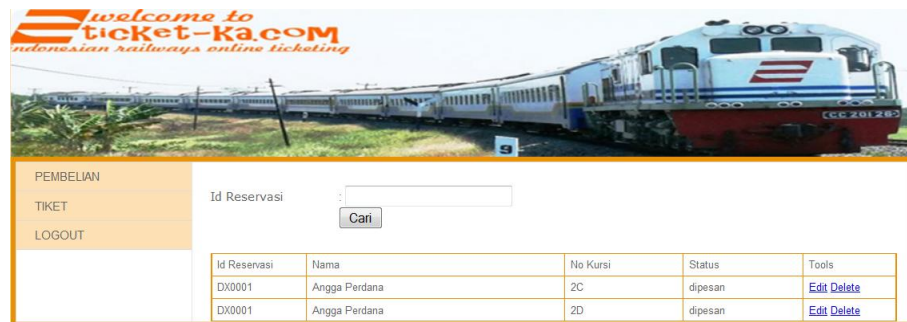 welcome to
eticket-Ka.coM
ndonesian railways online ticketing
CC 201 26
9
PEMBELIAN
TIKET
LOGOUT
Id Reservasi :
Cari
Id Reservasi Nama No Kursi Status Tools
DX0001 Angga Perdana 2C dipesan Edit Delete
DX0001 Angga Perdana 2D dipesan Edit Delete